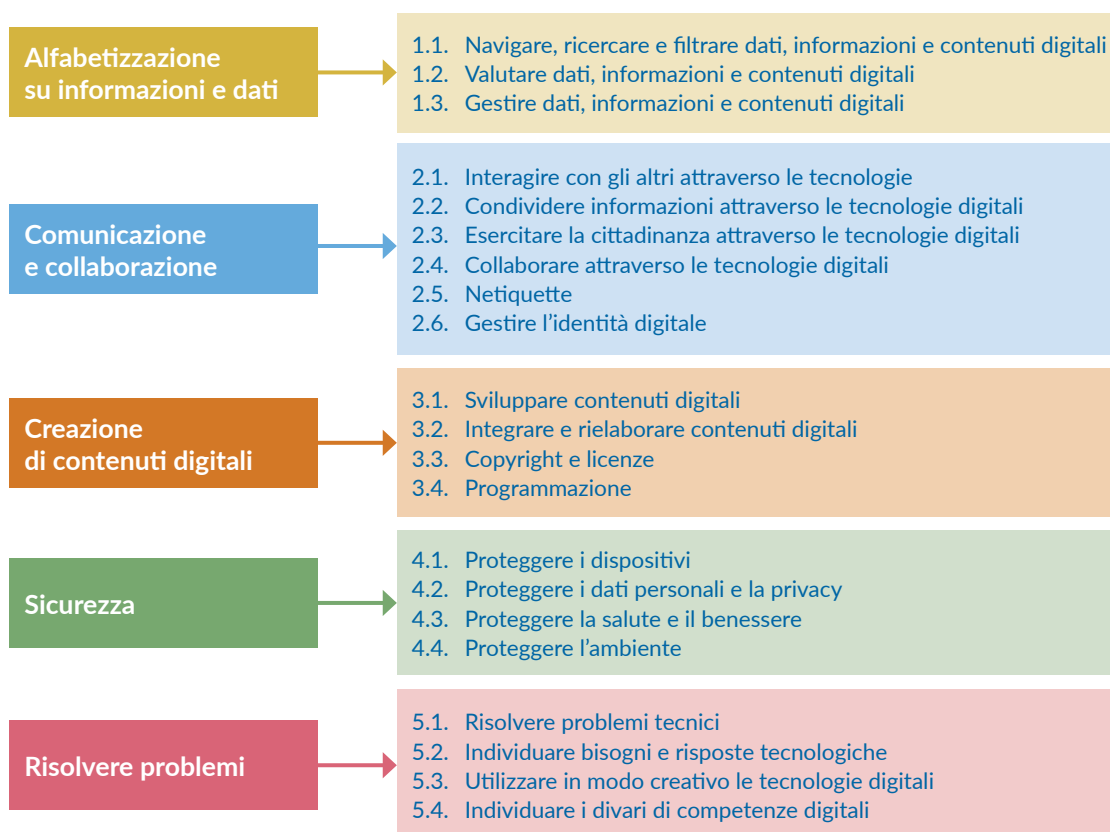 Alfabetizzazione
su informazioni e dati
1.1. Navigare, ricercare e filtrare dati, informazioni e contenuti digitali
1.2. Valutare dati, informazioni e contenuti digitali
1.3. Gestire dati, informazioni e contenuti digitali
Comunicazione
e collaborazione
2.1. Interagire con gli altri attraverso le tecnologie
2.2. Condividere informazioni attraverso le tecnologie digitali
2.3. Esercitare la cittadinanza attraverso le tecnologie digitali
2.4. Collaborare attraverso le tecnologie digitali
2.5. Netiquette
2.6. Gestire l’identità digitale
Creazione
di contenuti digitali
3.1. Sviluppare contenuti digitali
3.2. Integrare e rielaborare contenuti digitali
3.3. Copyright e licenze
3.4. Programmazione
Sicurezza
4.1. Proteggere i dispositivi
4.2. Proteggere i dati personali e la privacy
4.3. Proteggere la salute e il benessere
4.4. Proteggere l’ambiente
Risolvere problemi
5.1. Risolvere problemi tecnici
5.2. Individuare bisogni e risposte tecnologiche
5.3. Utilizzare in modo creativo le tecnologie digitali
5.4. Individuare i divari di competenze digitali